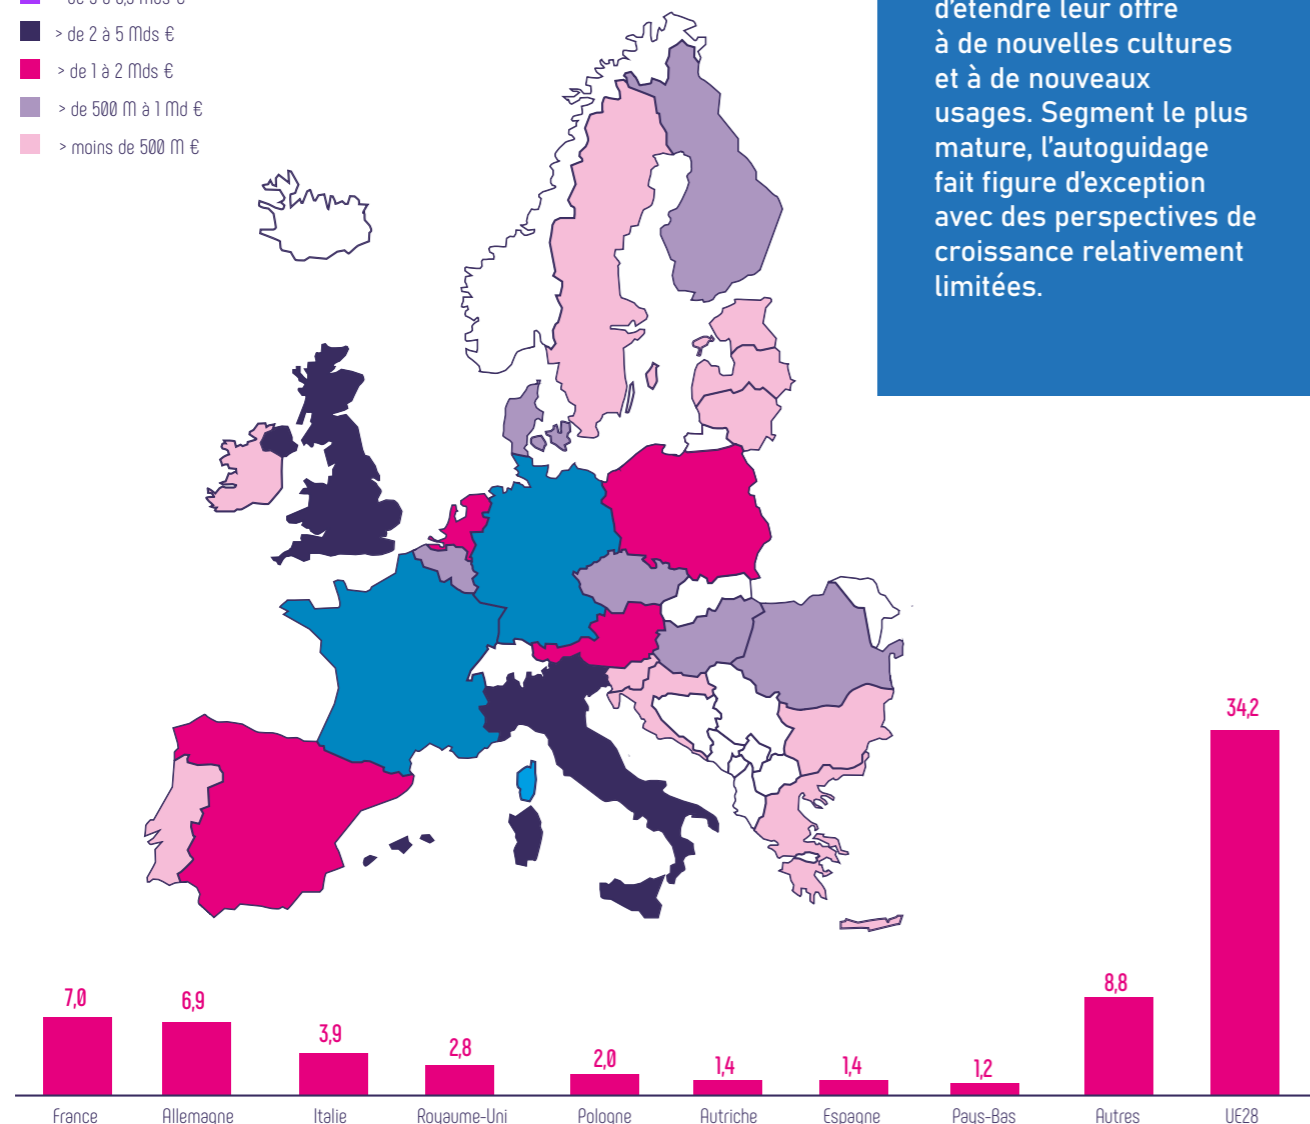 > de 2 à 5 Mds €
> de 1 à 2 Mds €
> de 500 M à 1 Md €
> moins de 500 M €
d'étendre leur offre
à de nouvelles cultures
et à de nouveaux
usages. Segment le plus
mature, l'autoguidage
fait figure d'exception
avec des perspectives de
croissance relativement
limitées.
7,0
6,9
3,9
2,8
2,0
1,4
1,4
1,2
8,8
34,2
France
Allemagne
Italie
Royaume-Uni
Pologne
Autriche
Espagne
Pays-Bas
Autres
UE28